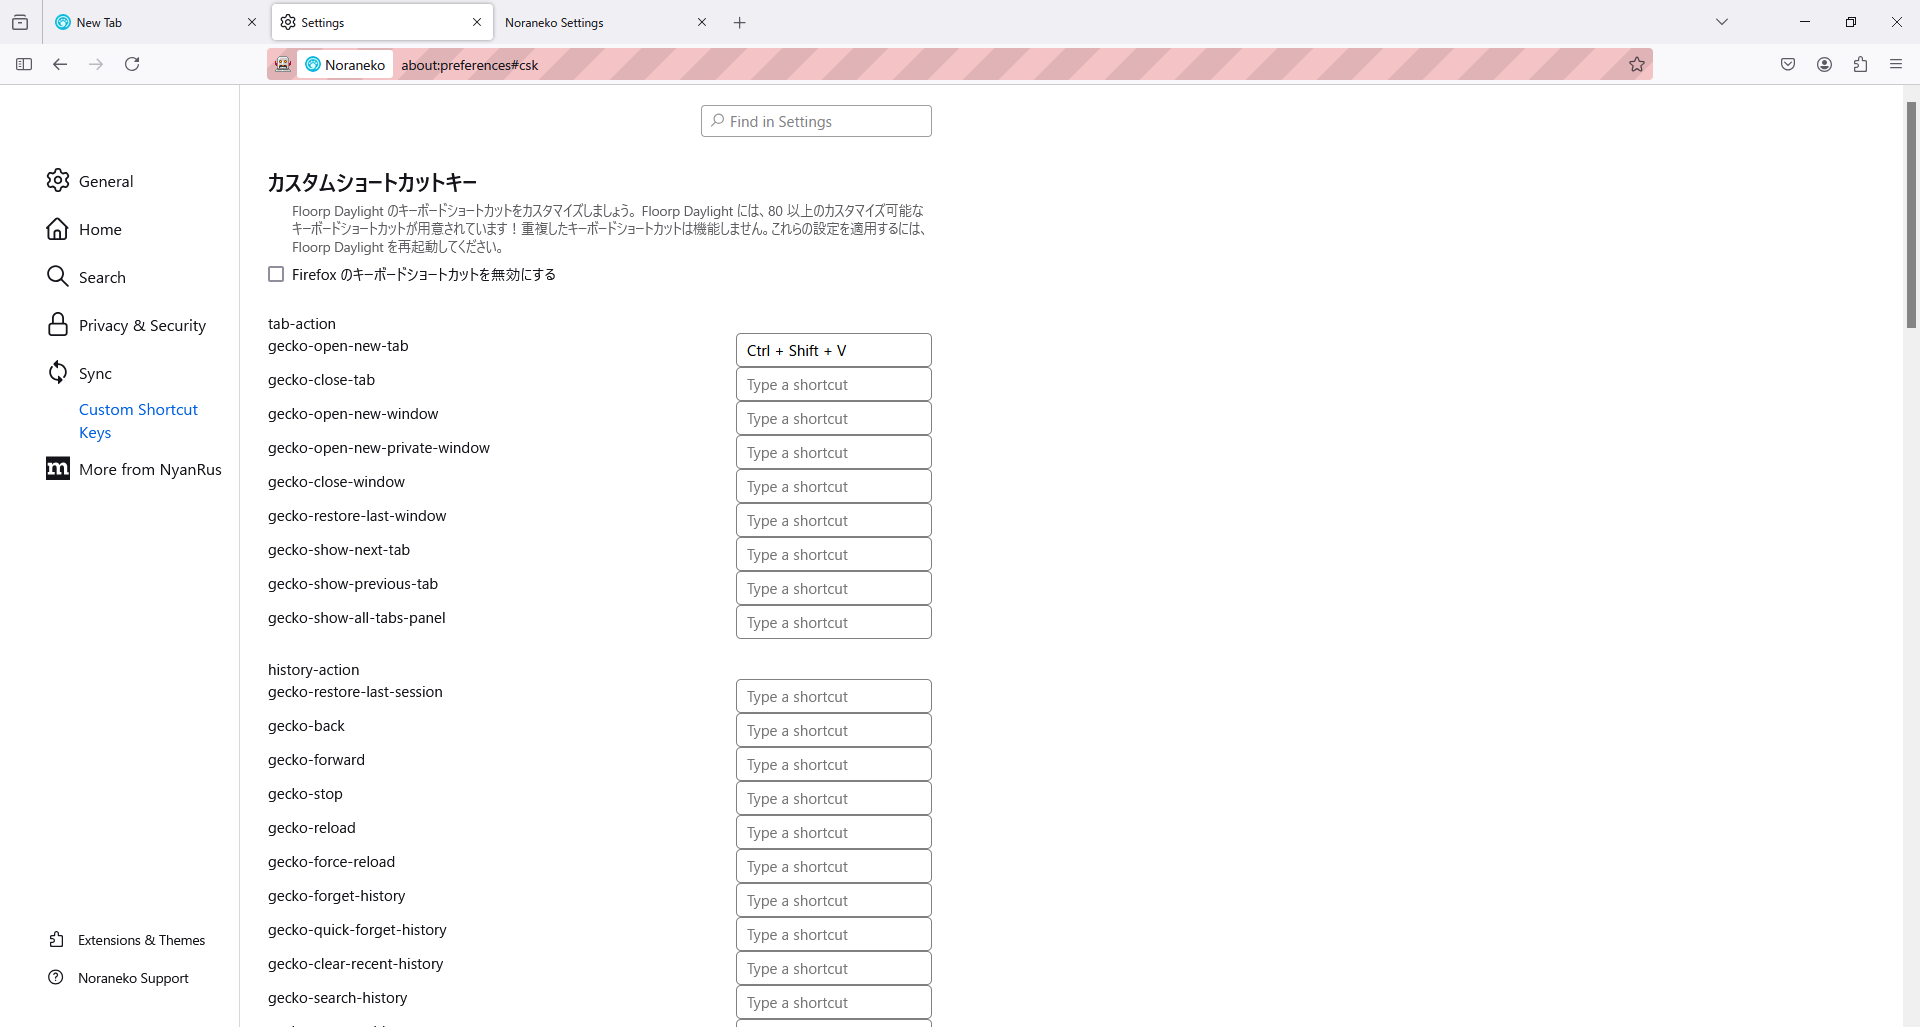 New Tab
Settings
Noraneko Settings
Noraneko
about:preferences#csk
Find in Settings
General
Home
Search
Privacy & Security
Sync
Custom Shortcut
Keys
More from NyanRus
Extensions & Themes
Noraneko Support
カスタムショートカットキー
Floorp Daylight のキーボードショートカットをカスタマイズしましょう。Floorp Daylight には、80 以上のカスタマイズ可能な
キーボードショートカットが用意されています！重複したキーボードショートカットは機能しません。これらの設定を適用するには、
Floorp Daylight を再起動してください。
Firefox のキーボードショートカットを無効にする
tab-action
gecko-open-new-tab Ctrl + Shift + V
gecko-close-tab Type a shortcut
gecko-open-new-window Type a shortcut
gecko-open-new-private-window Type a shortcut
gecko-close-window Type a shortcut
gecko-restore-last-window Type a shortcut
gecko-show-next-tab Type a shortcut
gecko-show-previous-tab Type a shortcut
gecko-show-all-tabs-panel Type a shortcut
history-action
gecko-restore-last-session Type a shortcut
gecko-back Type a shortcut
gecko-forward Type a shortcut
gecko-stop Type a shortcut
gecko-reload Type a shortcut
gecko-force-reload Type a shortcut
gecko-forget-history Type a shortcut
gecko-quick-forget-history Type a shortcut
gecko-clear-recent-history Type a shortcut
gecko-search-history Type a shortcut